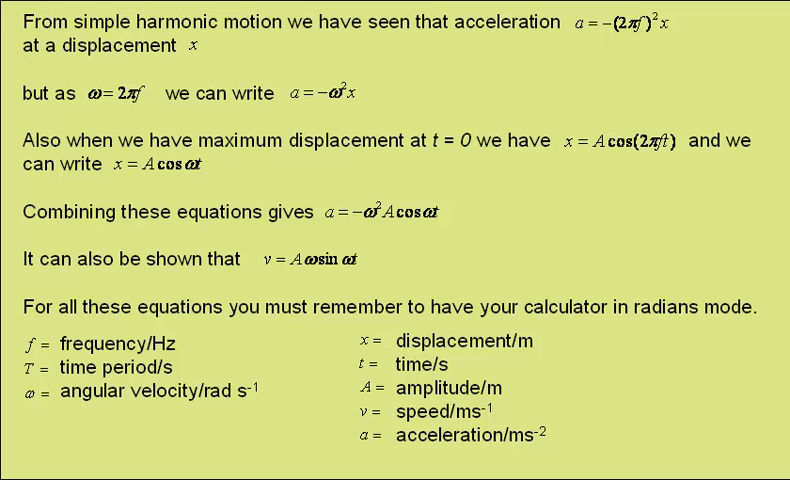 From simple harmonic motion we have seen that acceleration a = −(2πf)²x
at a displacement x
but as ω = 2πf we can write a = −ω²x
Also when we have maximum displacement at t = 0 we have x = A cos(2πft) and we
can write x = A cos ωt
Combining these equations gives a = −ω²A cos ωt
It can also be shown that v = Aω sin ωt
For all these equations you must remember to have your calculator in radians mode.
f = frequency/Hz
T = time period/s
ω = angular velocity/rad s⁻¹
x = displacement/m
t = time/s
A = amplitude/m
v = speed/ms⁻¹
a = acceleration/ms⁻²